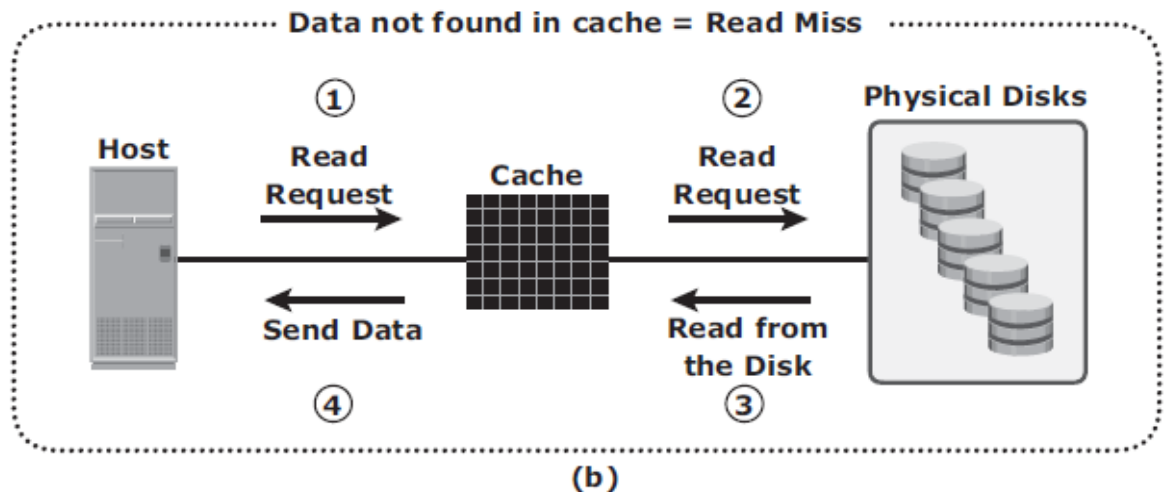 Data not found in cache = Read Miss
①
②
Physical Disks
Host
Read
Request
Cache
Read
Request
Send Data
Read from
the Disk
④
③
(b)